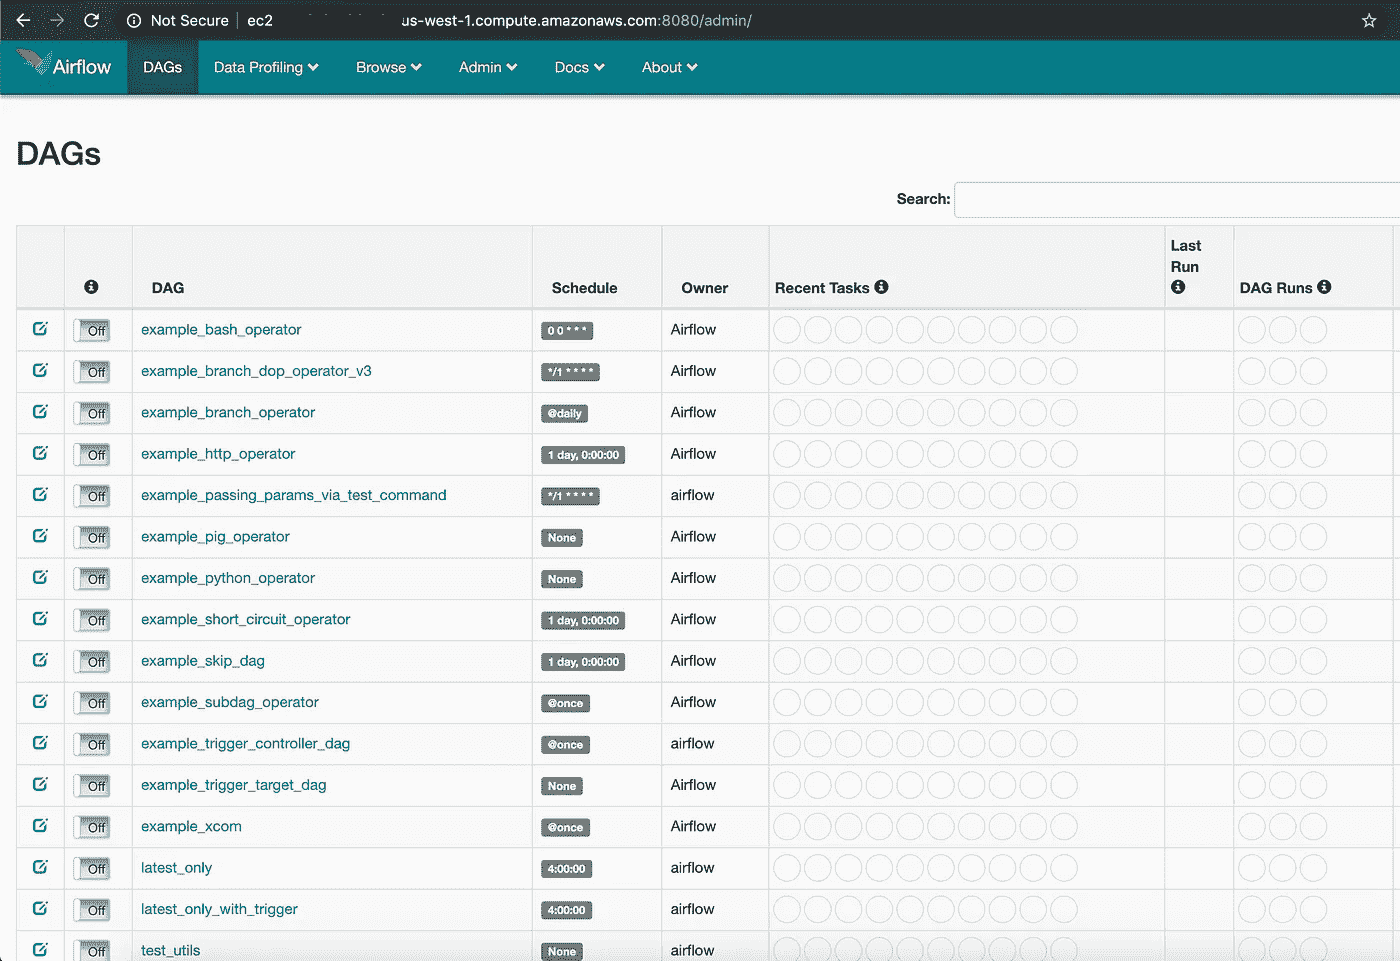 Not Secure ec2 us-west-1.compute.amazonaws.com:8080/admin/
Airflow DAGs Data Profiling Browse Admin Docs About
DAGs
Search:
DAG Schedule Owner Recent Tasks Last Run DAG Runs
Off example_bash_operator 0 0 * * * Airflow
Off example_branch_dop_operator_v3 */1 * * * * Airflow
Off example_branch_operator @daily Airflow
Off example_http_operator 1 day, 0:00:00 Airflow
Off example_passing_params_via_test_command */1 * * * * airflow
Off example_pig_operator None Airflow
Off example_python_operator None Airflow
Off example_short_circuit_operator 1 day, 0:00:00 Airflow
Off example_skip_dag 1 day, 0:00:00 Airflow
Off example_subdag_operator @once Airflow
Off example_trigger_controller_dag @once airflow
Off example_trigger_target_dag None Airflow
Off example_xcom @once Airflow
Off latest_only 4:00:00 airflow
Off latest_only_with_trigger 4:00:00 airflow
Off test_utils None airflow